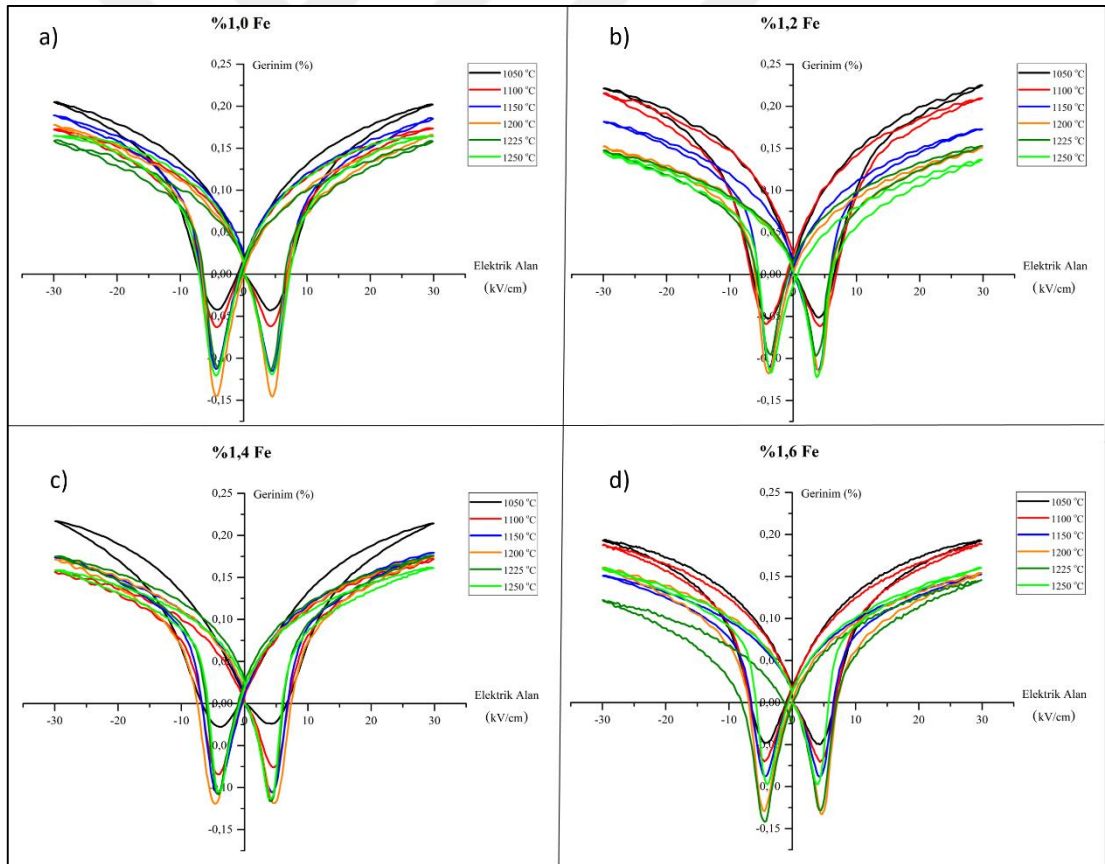 %1,0 Fe
a)
Gerinim (%)
0,25
0,20
0,15
0,10
0,05
0,00
-0,15
-30
-20
-10
0
10
20
30
Elektrik Alan
(kV/cm)
1050 °C
1100 °C
1150 °C
1200 °C
1225 °C
1250 °C
%1,2 Fe
b)
Gerinim (%)
0,25
0,20
0,15
0,10
0,05
0,00
-0,15
-30
-20
-10
0
10
20
30
Elektrik Alan
(kV/cm)
1050 °C
1100 °C
1150 °C
1200 °C
1225 °C
1250 °C
%1,4 Fe
c)
Gerinim (%)
0,25
0,20
0,15
0,10
0,05
0,00
-0,15
-30
-20
-10
0
10
20
30
Elektrik Alan
(kV/cm)
1050 °C
1100 °C
1150 °C
1200 °C
1225 °C
1250 °C
%1,6 Fe
d)
Gerinim (%)
0,25
0,20
0,15
0,10
0,00
-0,15
-30
-20
-10
0
10
20
30
Elektrik Alan
(kV/cm)
1050 °C
1100 °C
1150 °C
1200 °C
1225 °C
1250 °C